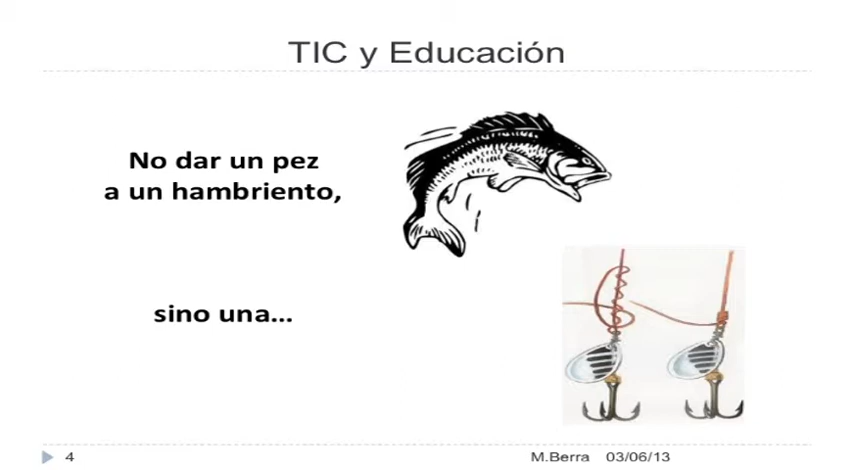 TIC y Educación
No dar un pez
a un hambriento,
sino una...
4
M.Berra 03/06/13